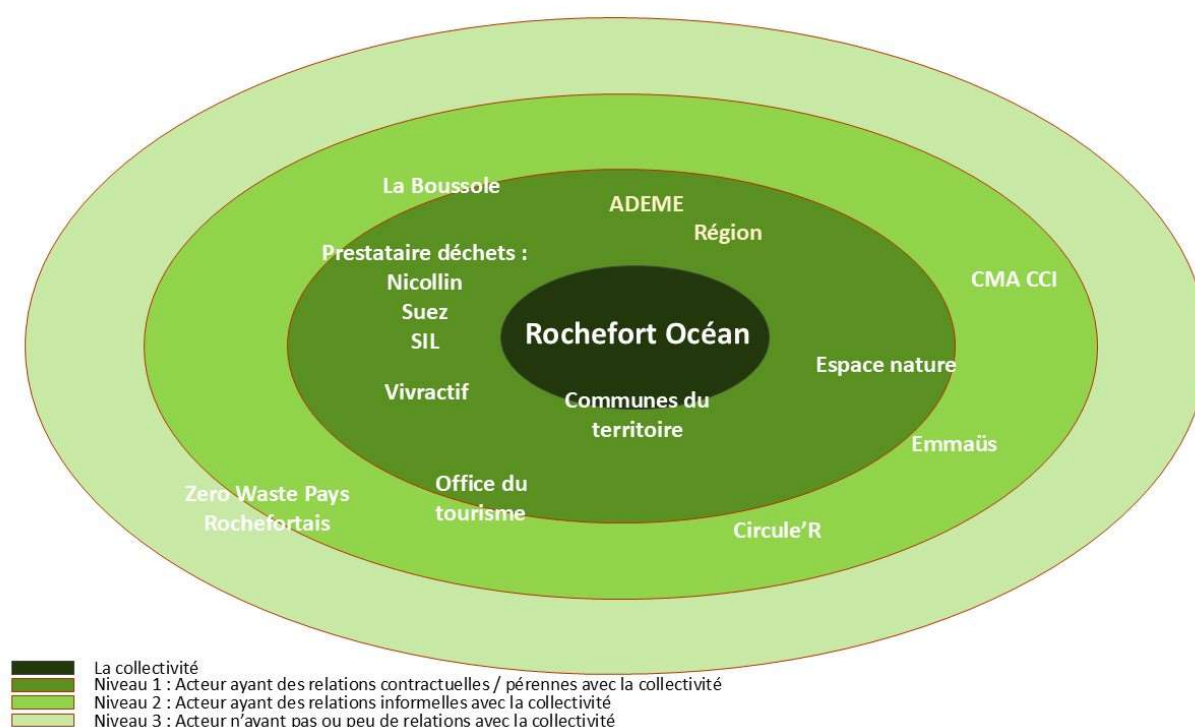 La Boussole
ADEME
Région
Prestataire déchets :
Nicollin
Suez
SIL
CMA CCI
Rochefort Océan
Espace nature
Vivractif
Communes du
territoire
Emmaüs
Office du
tourisme
Zero Waste Pays
Rochefortais
Circule’R
La collectivité
Niveau 1 : Acteur ayant des relations contractuelles / pérennes avec la collectivité
Niveau 2 : Acteur ayant des relations informelles avec la collectivité
Niveau 3 : Acteur n’ayant pas ou peu de relations avec la collectivité